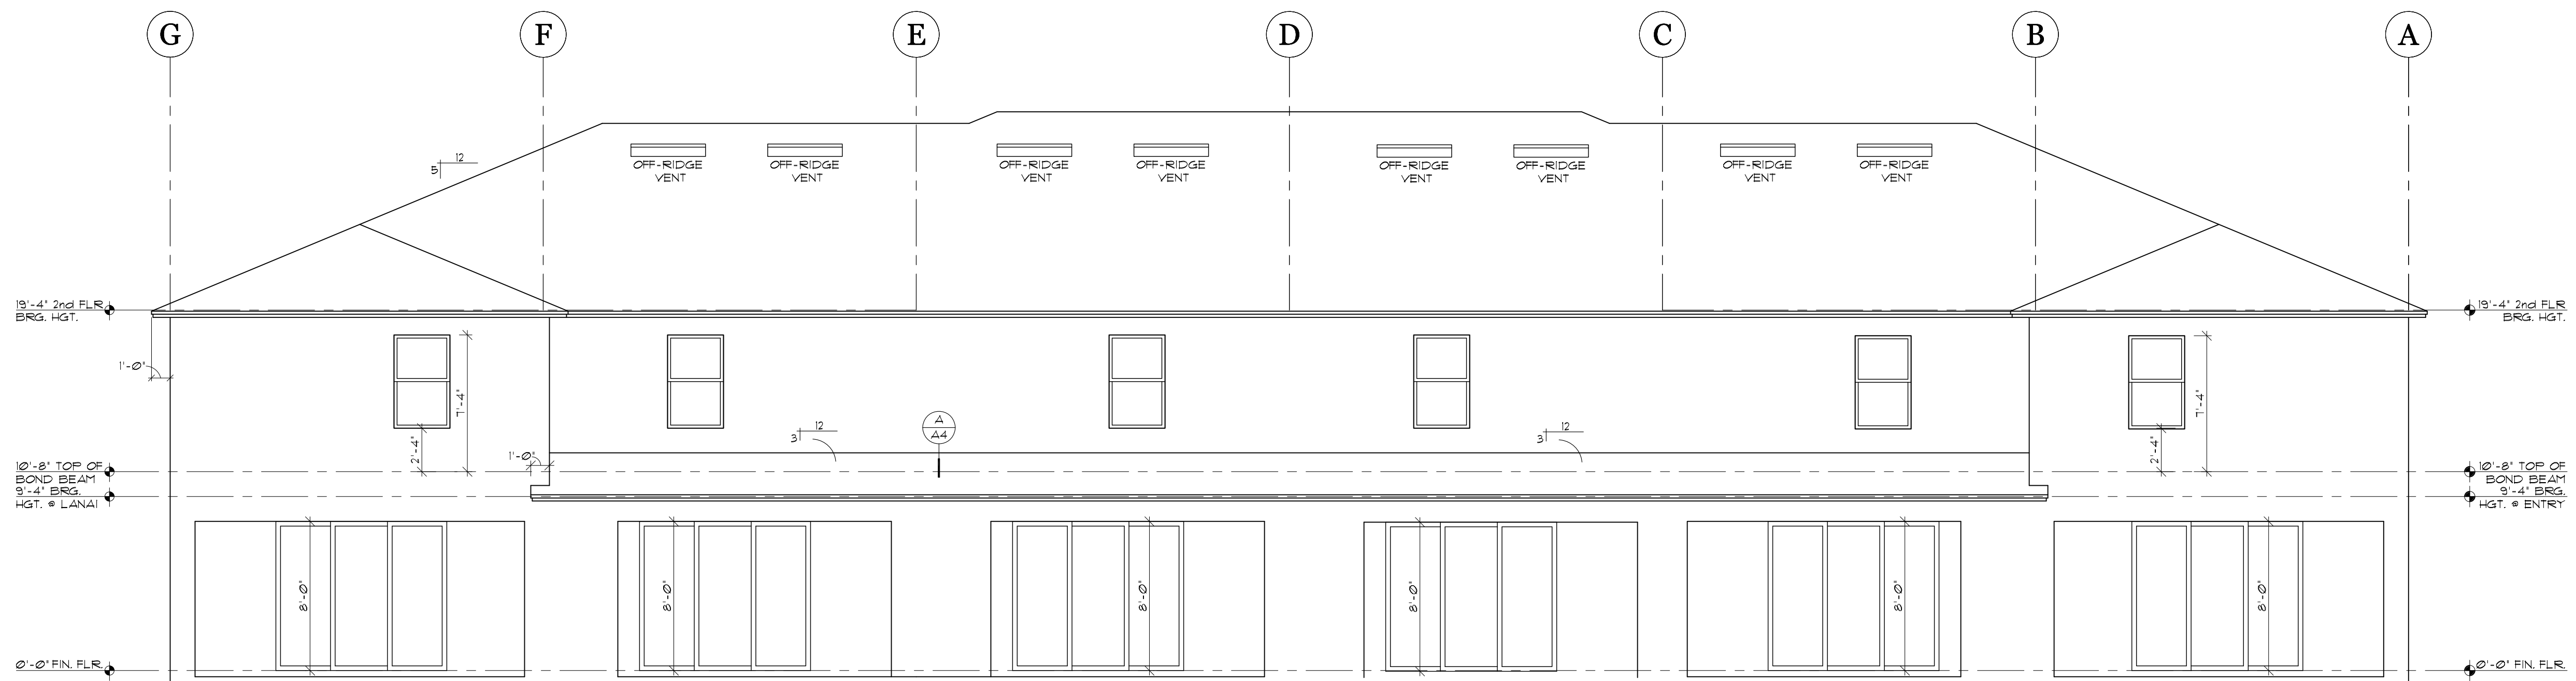 G F E D C B A
12
5
OFF-RIDGE VENT
OFF-RIDGE VENT
OFF-RIDGE VENT
OFF-RIDGE VENT
OFF-RIDGE VENT
OFF-RIDGE VENT
OFF-RIDGE VENT
OFF-RIDGE VENT
19'-4" 2nd FLR
BRG. HGT.
19'-4" 2nd FLR
BRG. HGT.
1'-0"
7'-4"
2'-4"
1'-0"
12
3
A
A4
12
3
7'-4"
2'-4"
10'-8" TOP OF
BOND BEAM
9'-4" BRG.
HGT. @ LANAI
10'-8" TOP OF
BOND BEAM
9'-4" BRG.
HGT. @ ENTRY
8'-0"
8'-0"
8'-0"
8'-0"
8'-0"
8'-0"
0'-0" FIN. FLR.
0'-0" FIN. FLR.